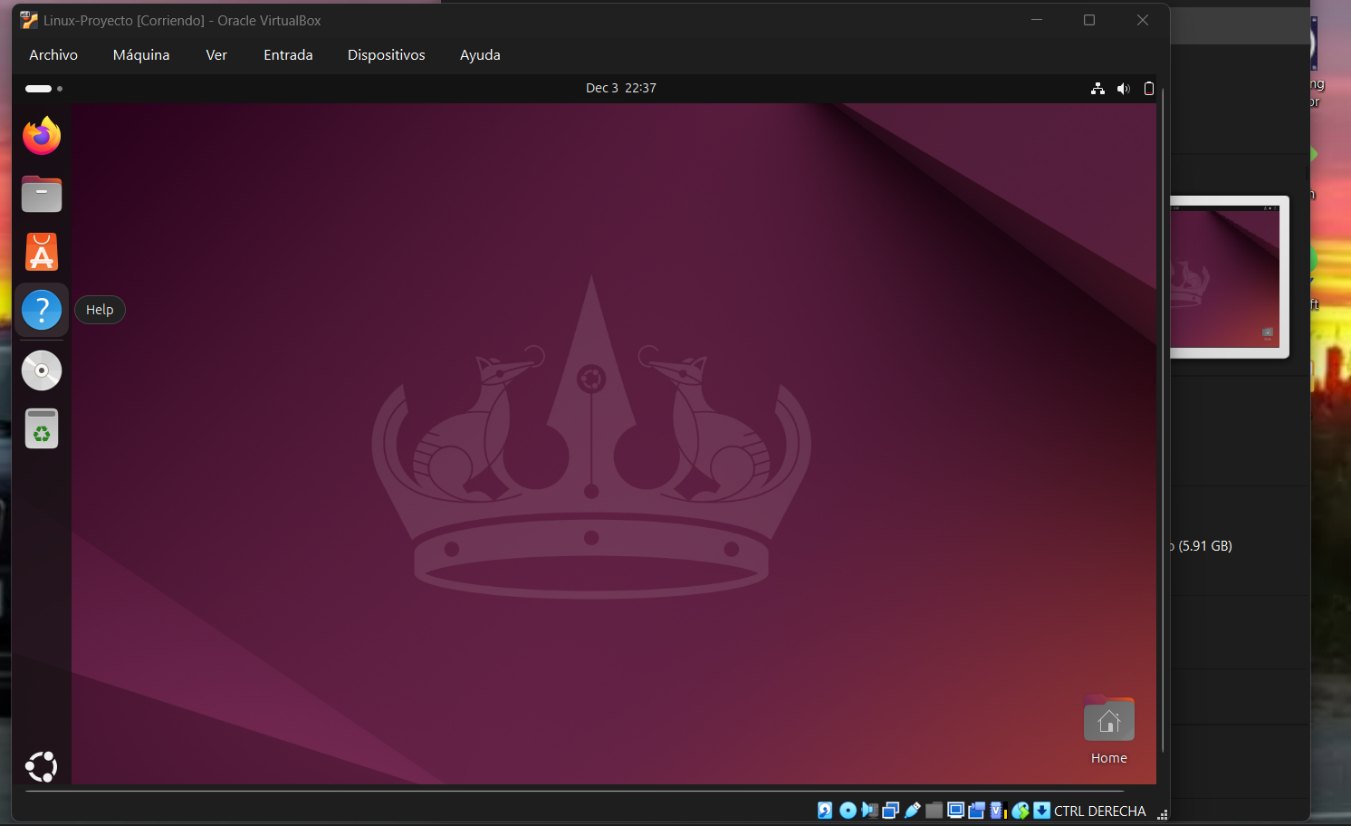 Linux-Proyecto [Corriendo] - Oracle VirtualBox
Archivo Máquina Ver Entrada Dispositivos Ayuda
Dec 3 22:37
Help
(5.91 GB)
Home
CTRL DERECHA